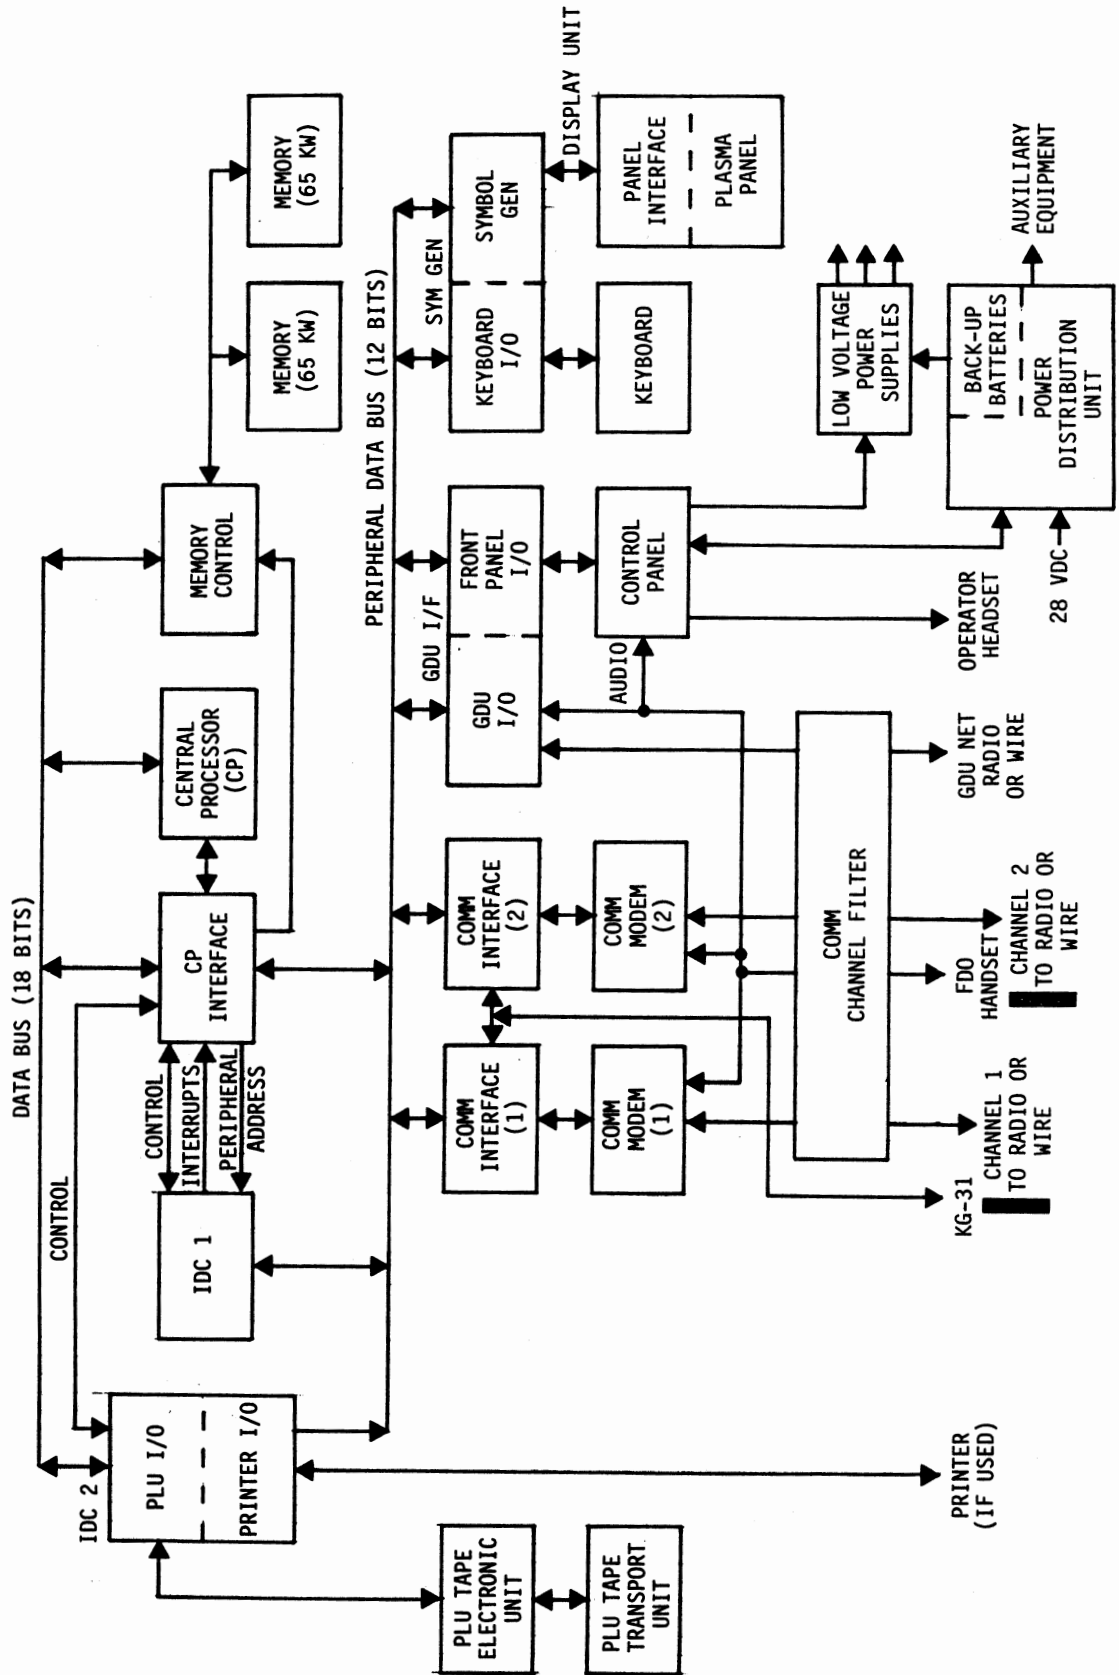 DATA BUS (18 BITS)
CONTROL
IDC 2
PLU I/O
PRINTER I/O
IDC 1
CONTROL
INTERRUPTS
PERIPHERAL
ADDRESS
CP
INTERFACE
CENTRAL
PROCESSOR
(CP)
MEMORY
CONTROL
MEMORY
(65 KW)
MEMORY
(65 KW)
PERIPHERAL DATA BUS (12 BITS)
PLU TAPE
ELECTRONIC
UNIT
PLU TAPE
TRANSPORT
UNIT
COMM
INTERFACE
(1)
COMM
INTERFACE
(2)
GDU I/F
GDU
I/O
FRONT
PANEL
I/O
SYM GEN
KEYBOARD
I/O
SYMBOL
GEN
DISPLAY UNIT
COMM
MODEM
(1)
COMM
MODEM
(2)
AUDIO
CONTROL
PANEL
KEYBOARD
PANEL
INTERFACE
PLASMA
PANEL
COMM
CHANNEL FILTER
LOW VOLTAGE
POWER
SUPPLIES
BACK-UP
BATTERIES
POWER
DISTRIBUTION
UNIT
AUXILIARY
EQUIPMENT
PRINTER
(IF USED)
KG-31
CHANNEL 1
TO RADIO OR
WIRE
FDO
HANDSET
CHANNEL 2
TO RADIO OR
WIRE
GDU NET
RADIO
OR WIRE
OPERATOR
HEADSET
28 VDC